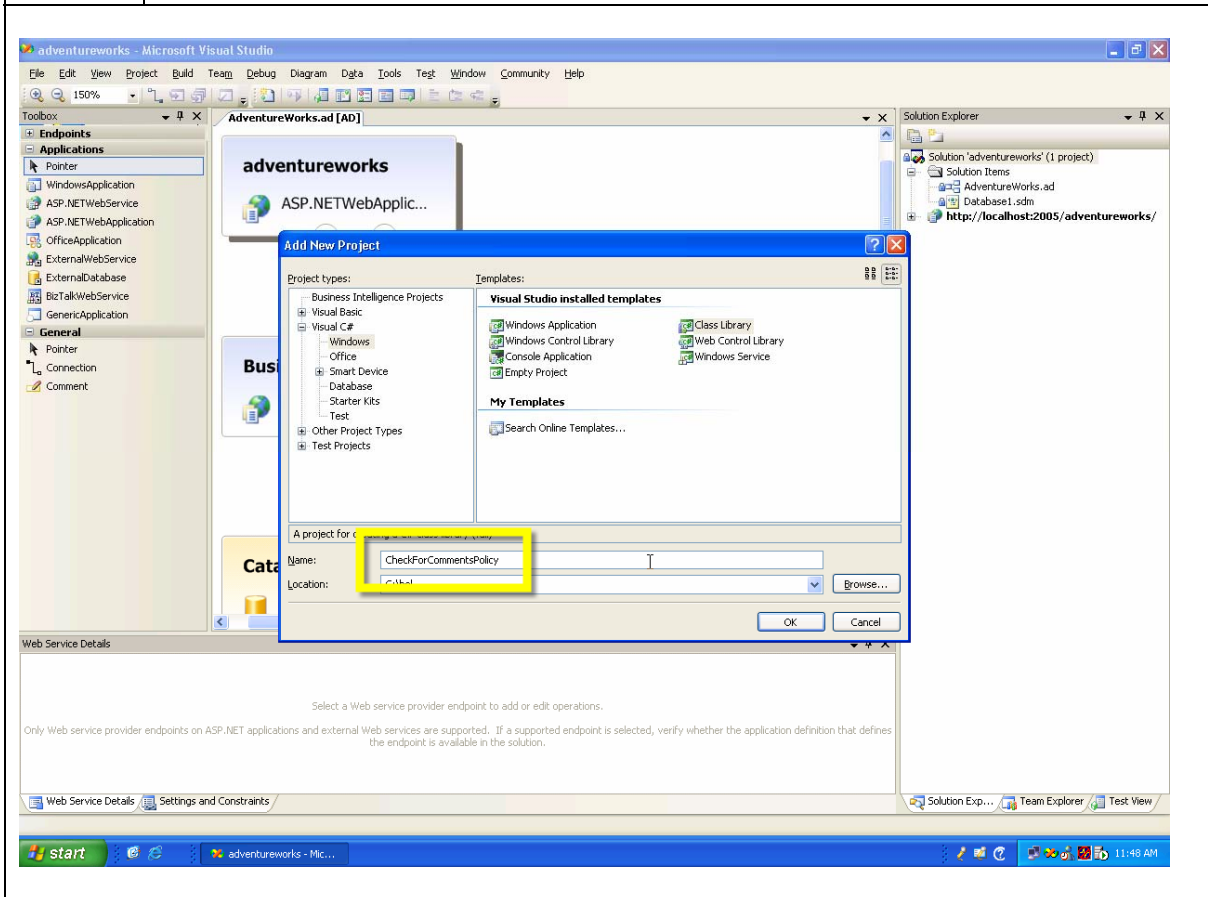 adventureworks - Microsoft Visual Studio
File Edit View Project Build Team Debug Diagram Data Tools Test Window Community Help
150%
Toolbox
AdventureWorks.ad [AD]
Solution Explorer
Endpoints
Applications
Pointer
WindowsApplication
ASP.NETWebService
ASP.NETWebApplication
OfficeApplication
ExternalWebService
ExternalDatabase
BizTalkWebService
GenericApplication
General
Pointer
Connection
Comment
adventureworks
ASP.NETWebApplic...
Busi
Cata
Solution 'adventureworks' (1 project)
Solution Items
AdventureWorks.ad
Database1.sdm
http://localhost:2005/adventureworks/
Add New Project
Project types:
Templates:
Business Intelligence Projects
Visual Basic
Visual C#
Windows
Office
Smart Device
Database
Starter Kits
Test
Other Project Types
Test Projects
Visual Studio installed templates
Windows Application
Class Library
Windows Control Library
Web Control Library
Console Application
Windows Service
Empty Project
My Templates
Search Online Templates...
A project for
Name:
CheckForCommentsPolicy
Location:
Browse...
OK
Cancel
Web Service Details
Select a Web service provider endpoint to add or edit operations.
Only Web service provider endpoints on ASP.NET applications and external Web services are supported. If a supported endpoint is selected, verify whether the application definition that defines
the endpoint is available in the solution.
Web Service Details Settings and Constraints
Solution Exp... Team Explorer Test View
start
adventureworks - Mic...
11:48 AM